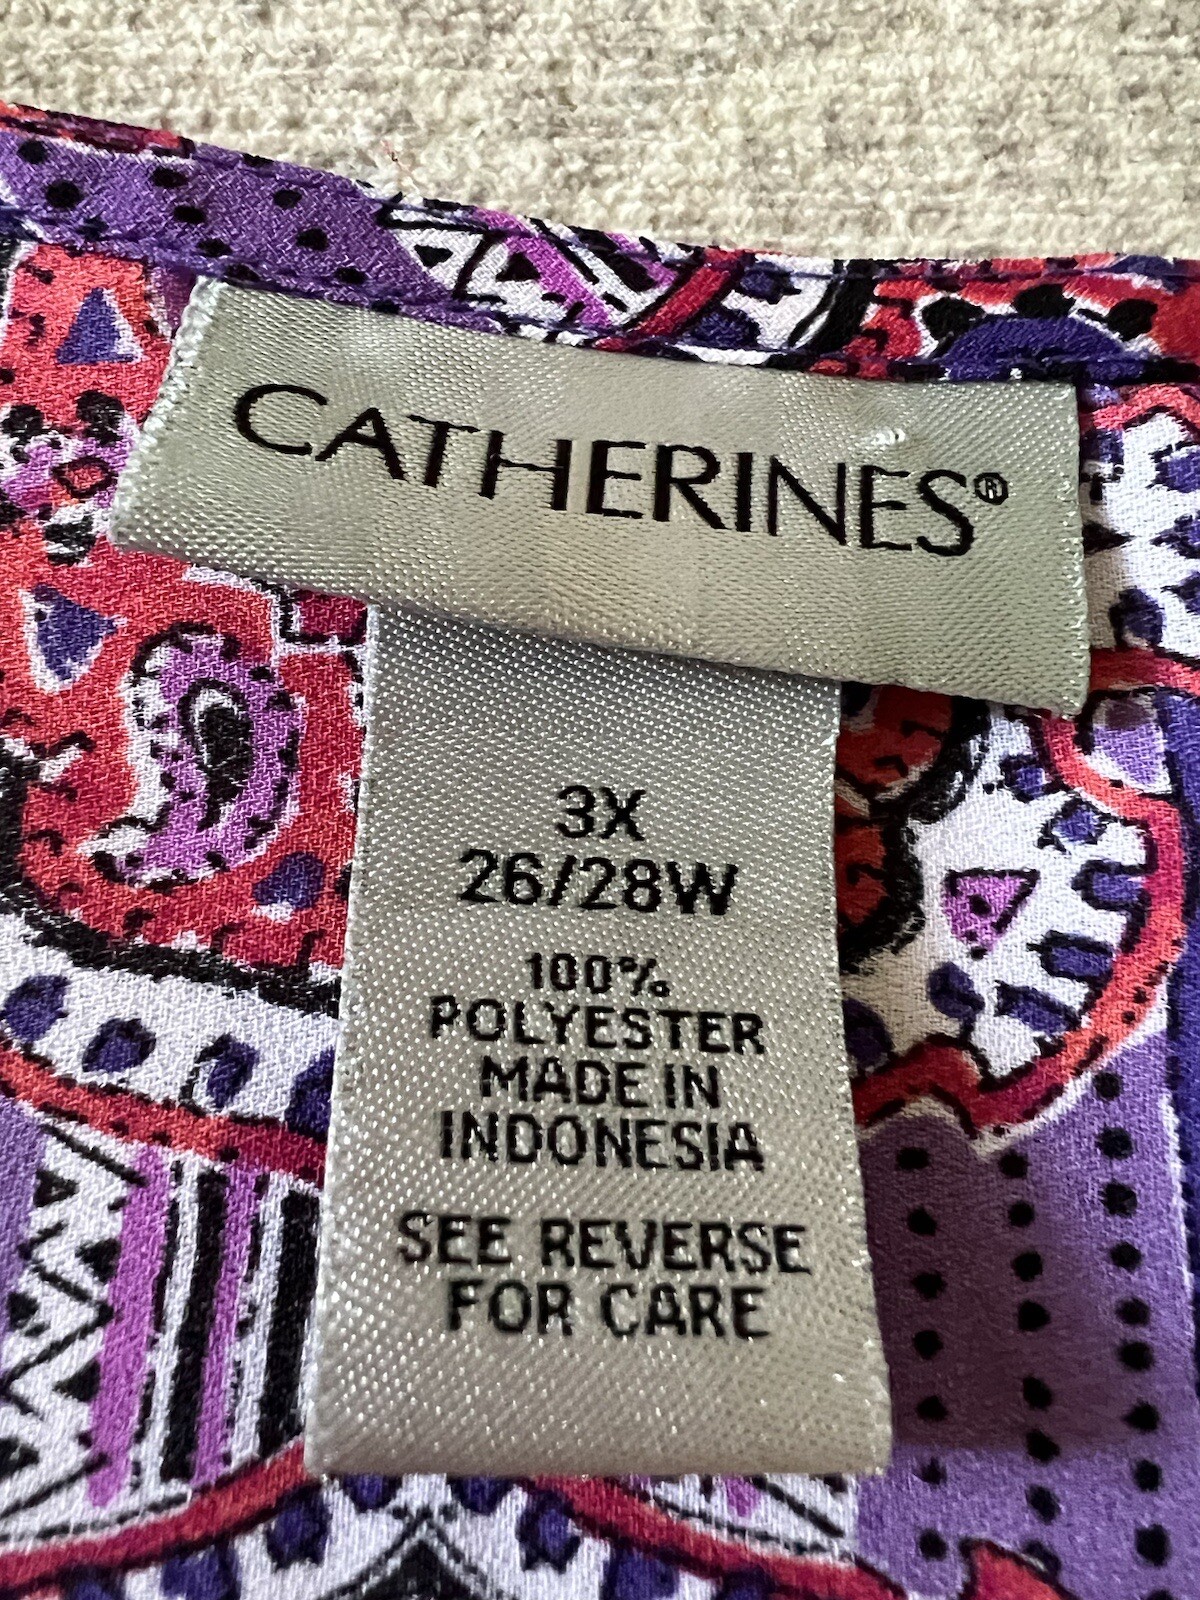 CATHERINES®
3X
26/28W
100%
POLYESTER
MADE IN
INDONESIA
SEE REVERSE
FOR CARE